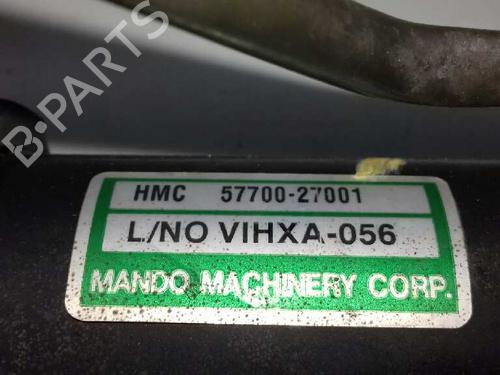 B-PARTS
HMC 57700-27001
L/NO VIHXA-056
MANDO MACHINERY CORP.